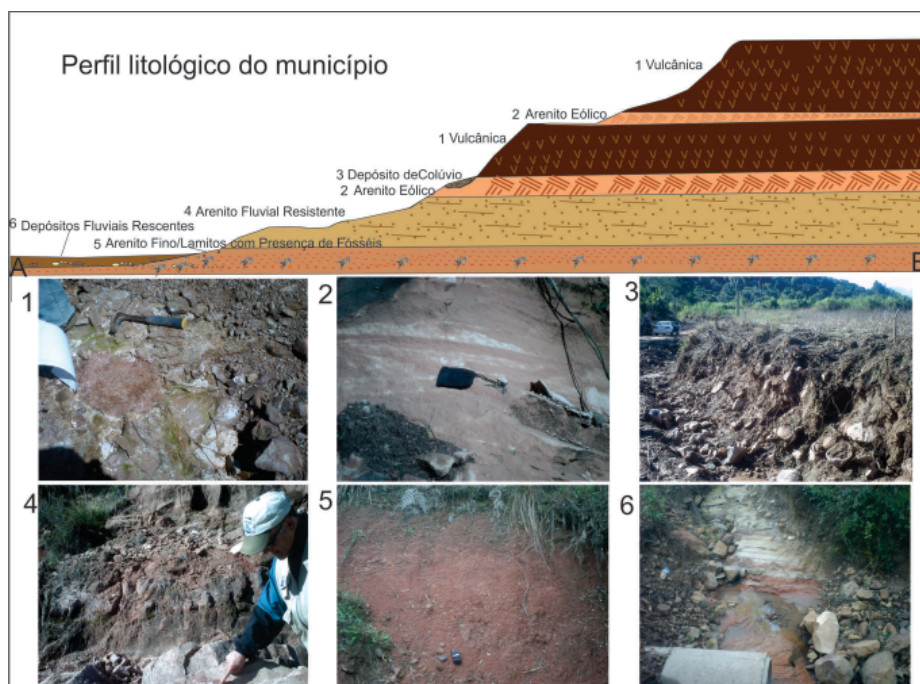 Perfil litológico do município
1 Vulcânica
2 Arenito Eólico
1 Vulcânica
3 Depósito deColúvio
2 Arenito Eólico
4 Arenito Fluvial Resistente
6 Depósitos Fluviais Rescentes
5 Arenito Fino/Lamitos com Presença de Fósséis
A
1
2
3
4
5
6